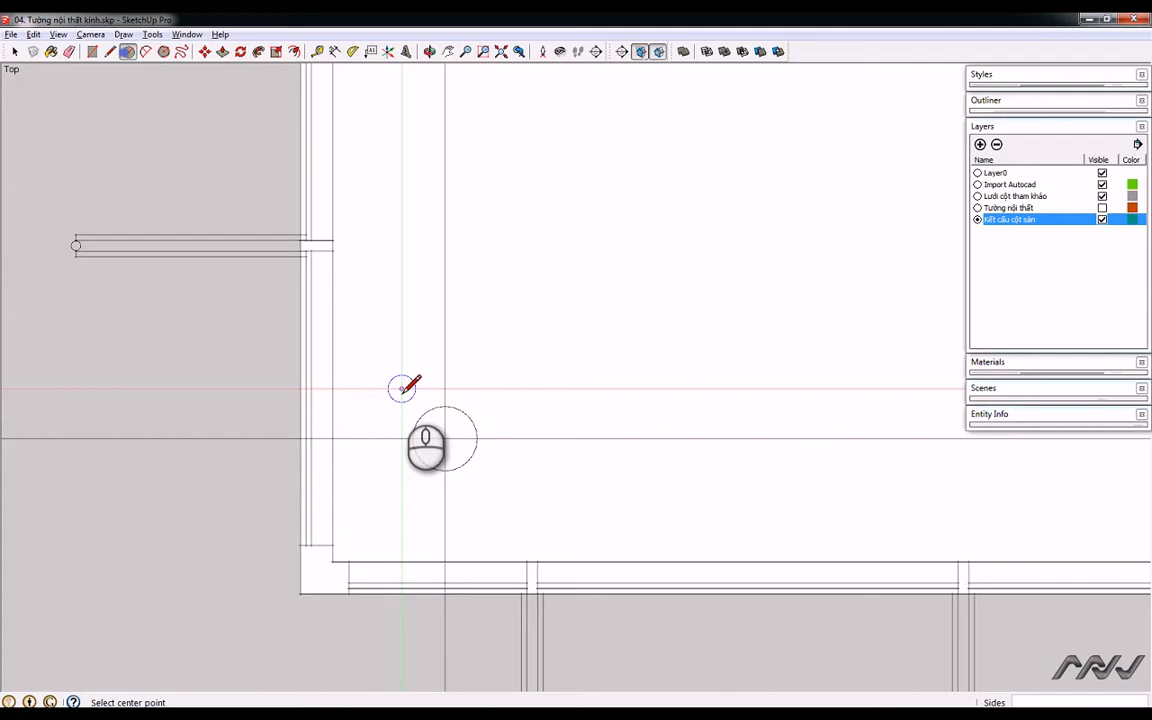 04. Tường nội thất kính.skp - SketchUp Pro
File Edit View Camera Draw Tools Window Help
Top
Styles
Outliner
Layers
Name Visible Color
Layer0
Import Autocad
Lưới cột tham khảo
Tường nội thất
Kết cấu cột sàn
Materials
Scenes
Entity Info
Select center point
Sides